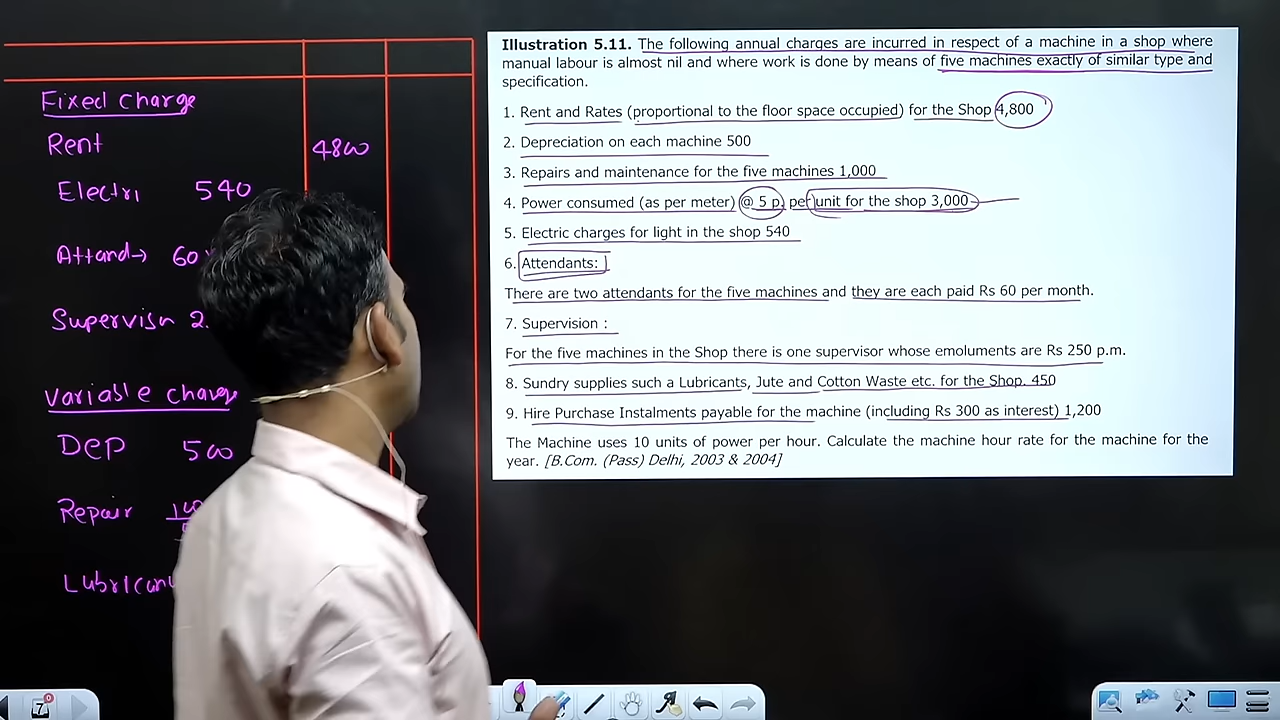 Fixed Charge
Rent 4800
Electri 540
Attand→ 60
Supervisn 2.
Variable charge
Dep 500
Repair
Illustration 5.11. The following annual charges are incurred in respect of a machine in a shop where
manual labour is almost nil and where work is done by means of five machines exactly of similar type and
specification.
1. Rent and Rates (proportional to the floor space occupied) for the Shop 4,800
2. Depreciation on each machine 500
3. Repairs and maintenance for the five machines 1,000
4. Power consumed (as per meter) @ 5 p. per unit for the shop 3,000
5. Electric charges for light in the shop 540
6. Attendants:
There are two attendants for the five machines and they are each paid Rs 60 per month.
7. Supervision :
For the five machines in the Shop there is one supervisor whose emoluments are Rs 250 p.m.
8. Sundry supplies such a Lubricants, Jute and Cotton Waste etc. for the Shop. 450
9. Hire Purchase Instalments payable for the machine (including Rs 300 as interest) 1,200
The Machine uses 10 units of power per hour. Calculate the machine hour rate for the machine for the
year. [B.Com. (Pass) Delhi, 2003 & 2004]
7
0